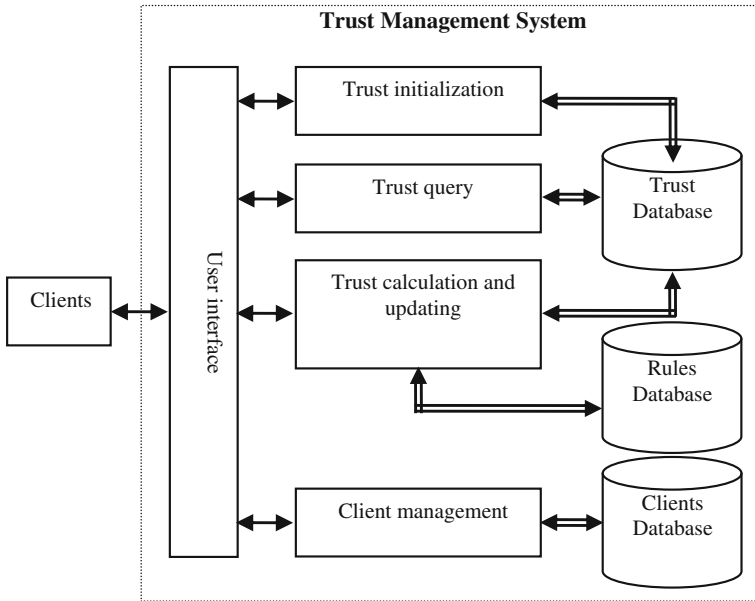 Trust Management System
Trust initialization
Trust query
Trust
Database
User interface
Clients
Trust calculation and
updating
Rules
Database
Client management
Clients
Database